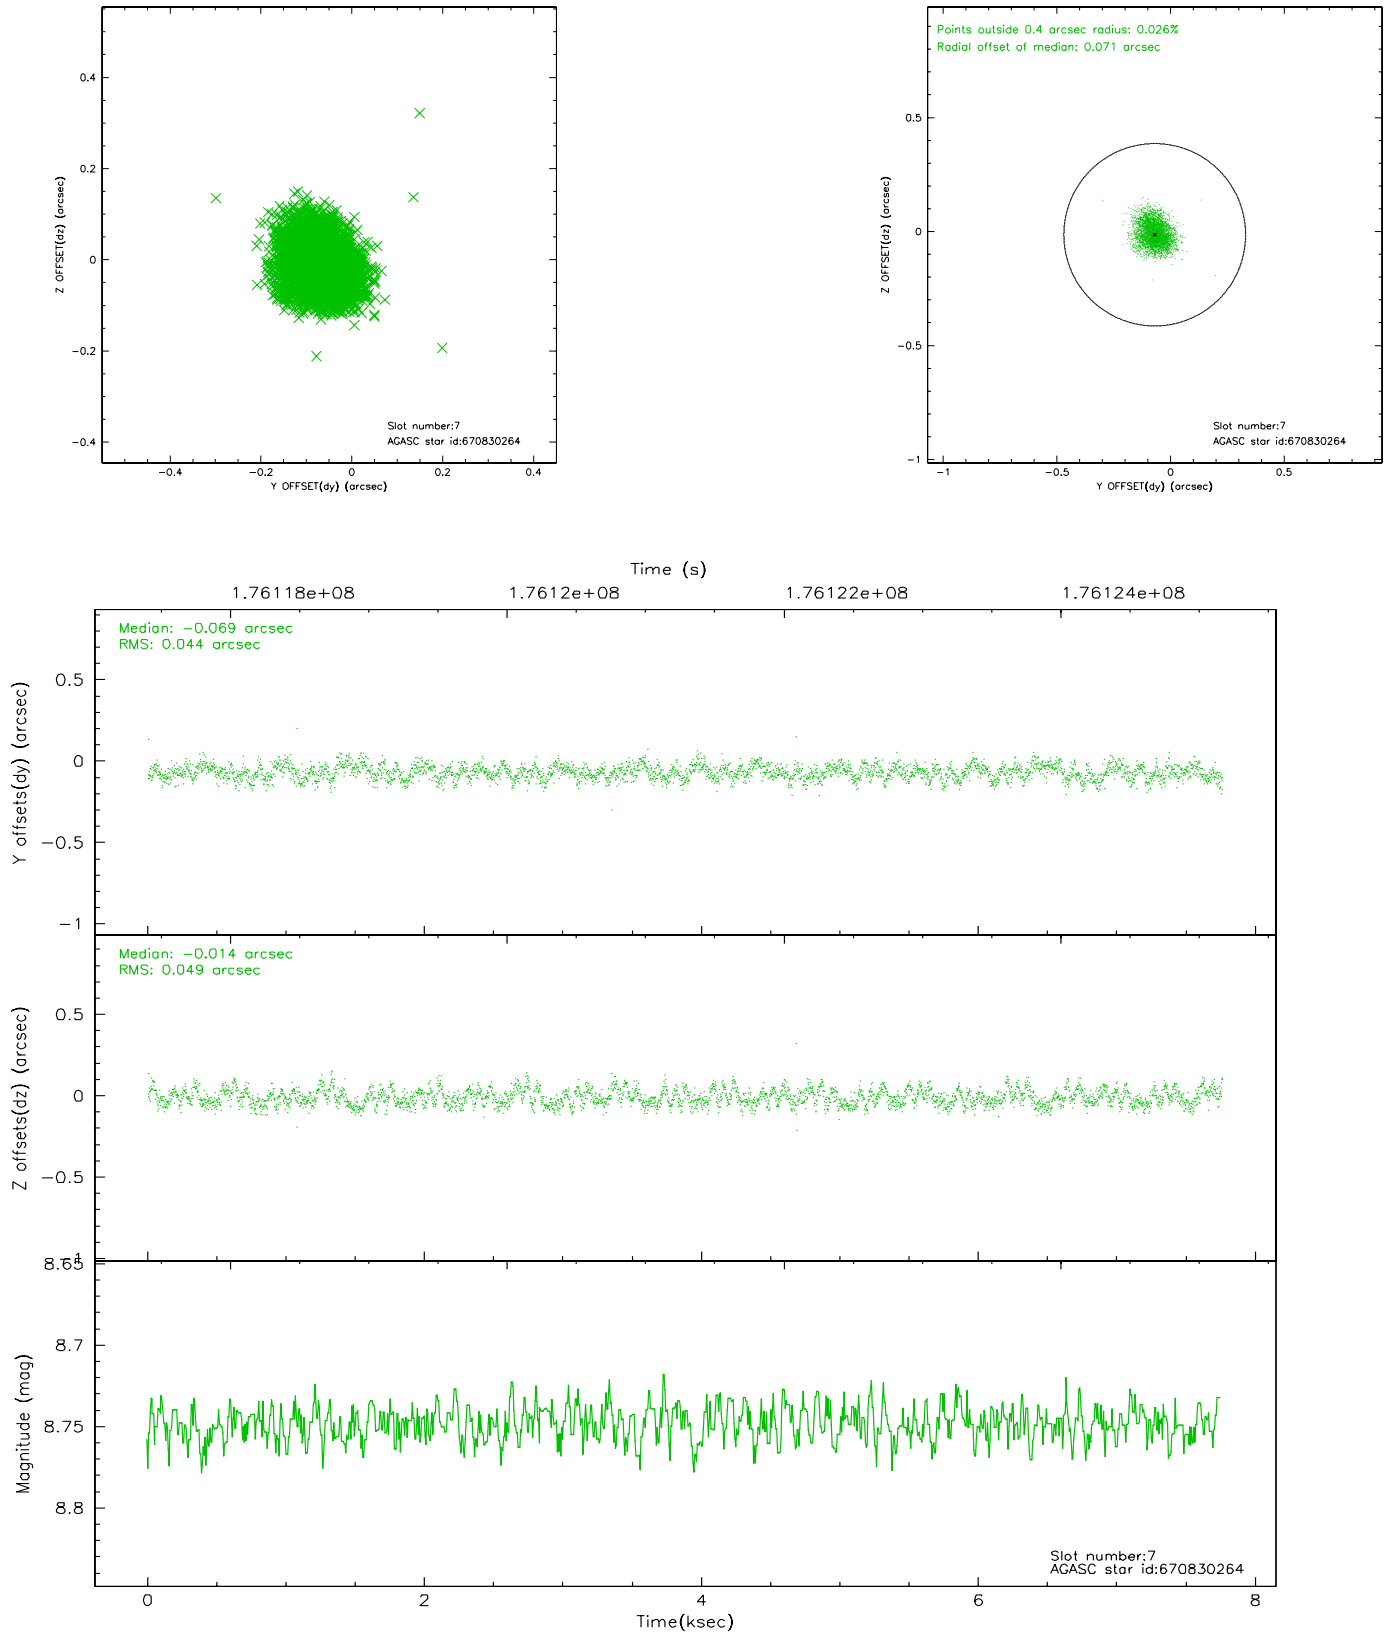 0.4
0.2
0
−0.2
−0.4
Z OFFSET(dz) (arcsec)
Slot number:7
AGASC star id:670830264
−0.4 −0.2 0 0.2 0.4
Y OFFSET(dy) (arcsec)
Points outside 0.4 arcsec radius: 0.026%
Radial offset of median: 0.071 arcsec
0.5
0
−0.5
−1
Z OFFSET(dz) (arcsec)
Slot number:7
AGASC star id:670830264
−1 −0.5 0 0.5
Y OFFSET(dy) (arcsec)
Time (s)
1.76118e+08 1.7612e+08 1.76122e+08 1.76124e+08
Median: −0.069 arcsec
RMS: 0.044 arcsec
0.5
0
−0.5
−1
Y offsets(dy) (arcsec)
Median: −0.014 arcsec
RMS: 0.049 arcsec
0.5
0
−0.5
−1
Z offsets(dz) (arcsec)
8.65
8.7
8.75
8.8
Magnitude (mag)
Slot number:7
AGASC star id:670830264
0 2 4 6 8
Time(ksec)